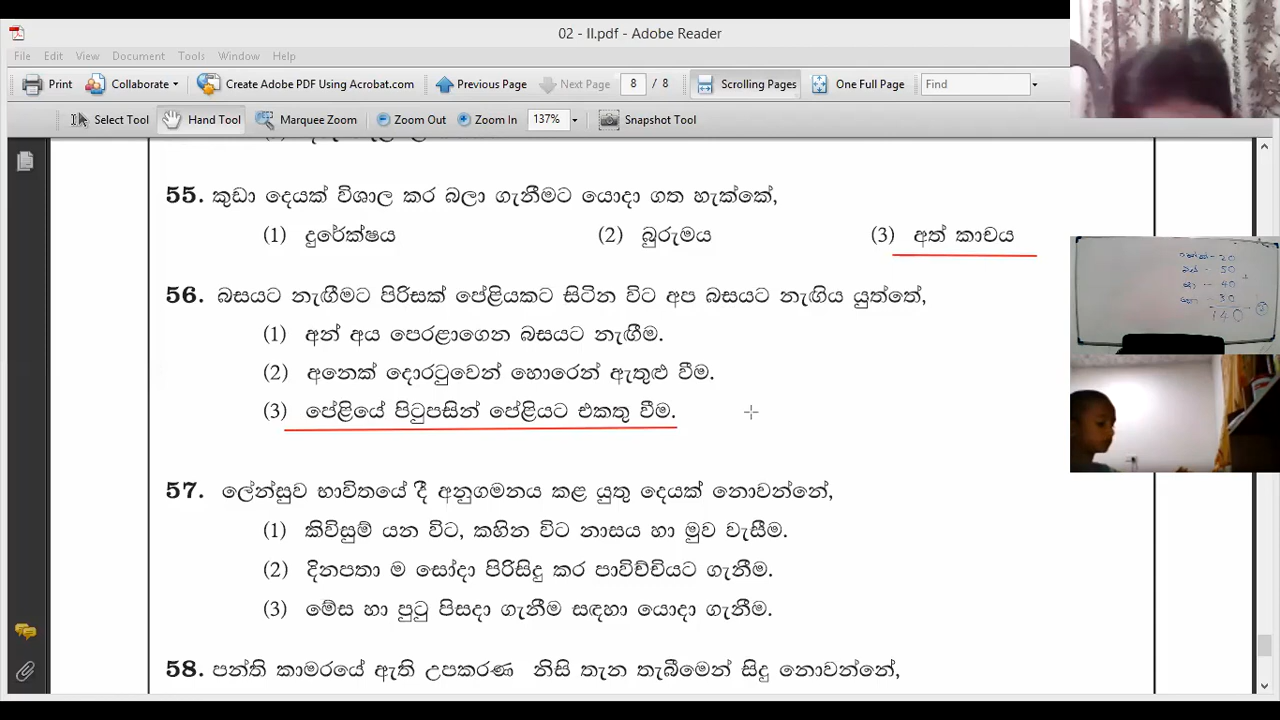 02 - II.pdf - Adobe Reader
File Edit View Document Tools Window Help
Print Collaborate Create Adobe PDF Using Acrobat.com Previous Page Next Page 8 / 8 Scrolling Pages One Full Page Find
Select Tool Hand Tool Marquee Zoom Zoom Out Zoom In 137% Snapshot Tool
55. කුඩා දෙයක් විශාල කර බලා ගැනීමට යොදා ගත හැක්කේ,
(1) දුරේක්ෂය (2) බුරුමය (3) අත් කාචය
56. බසයට නැඟීමට පිරිසක් පේළියකට සිටින විට අප බසයට නැඟිය යුත්තේ,
(1) අන් අය පෙරළාගෙන බසයට නැඟීම.
(2) අනෙක් දොරටුවෙන් හොරෙන් ඇතුළු වීම.
(3) පේළියේ පිටුපසින් පේළියට එකතු වීම.
57. ලේන්සුව භාවිතයේ දී අනුගමනය කළ යුතු දෙයක් නොවන්නේ,
(1) කිවිසුම් යන විට, කහින විට නාසය හා මුව වැසීම.
(2) දිනපතා ම සෝදා පිරිසිදු කර පාවිච්චියට ගැනීම.
(3) මේස හා පුටු පිසදා ගැනීම සඳහා යොදා ගැනීම.
58. පන්ති කාමරයේ ඇති උපකරණ නිසි තැන තැබීමෙන් සිදු නොවන්නේ,
20
50
40
30
140